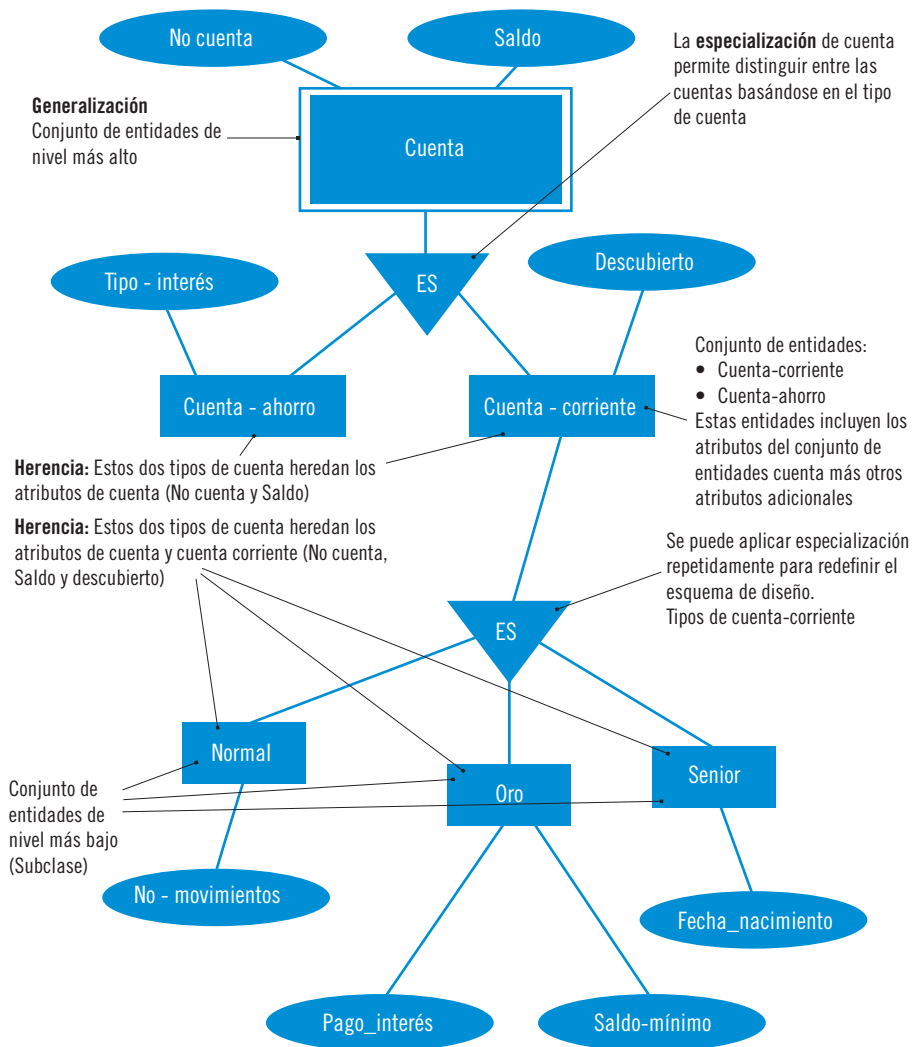 No cuenta
Saldo
La especialización de cuenta
permite distinguir entre las
cuentas basándose en el tipo
de cuenta
Generalización
Conjunto de entidades de
nivel más alto
Cuenta
ES
Tipo - interés
Descubierto
Cuenta - ahorro
Cuenta - corriente
Conjunto de entidades:
• Cuenta-corriente
• Cuenta-ahorro
Estas entidades incluyen los
atributos del conjunto de
entidades cuenta más otros
atributos adicionales
Herencia: Estos dos tipos de cuenta heredan los
atributos de cuenta (No cuenta y Saldo)
Herencia: Estos dos tipos de cuenta heredan los
atributos de cuenta y cuenta corriente (No cuenta,
Saldo y descubierto)
Se puede aplicar especialización
repetidamente para redefinir el
esquema de diseño.
Tipos de cuenta-corriente
ES
Normal
Oro
Senior
Conjunto de
entidades de
nivel más bajo
(Subclase)
No - movimientos
Fecha_nacimiento
Pago_interés
Saldo-mínimo